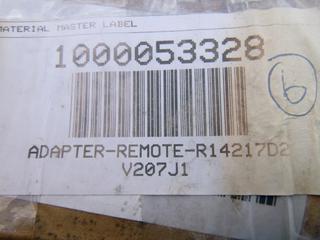 MATERIAL MASTER LABEL
1000053328
6
ADAPTER-REMOTE-R14217D2
V207J1